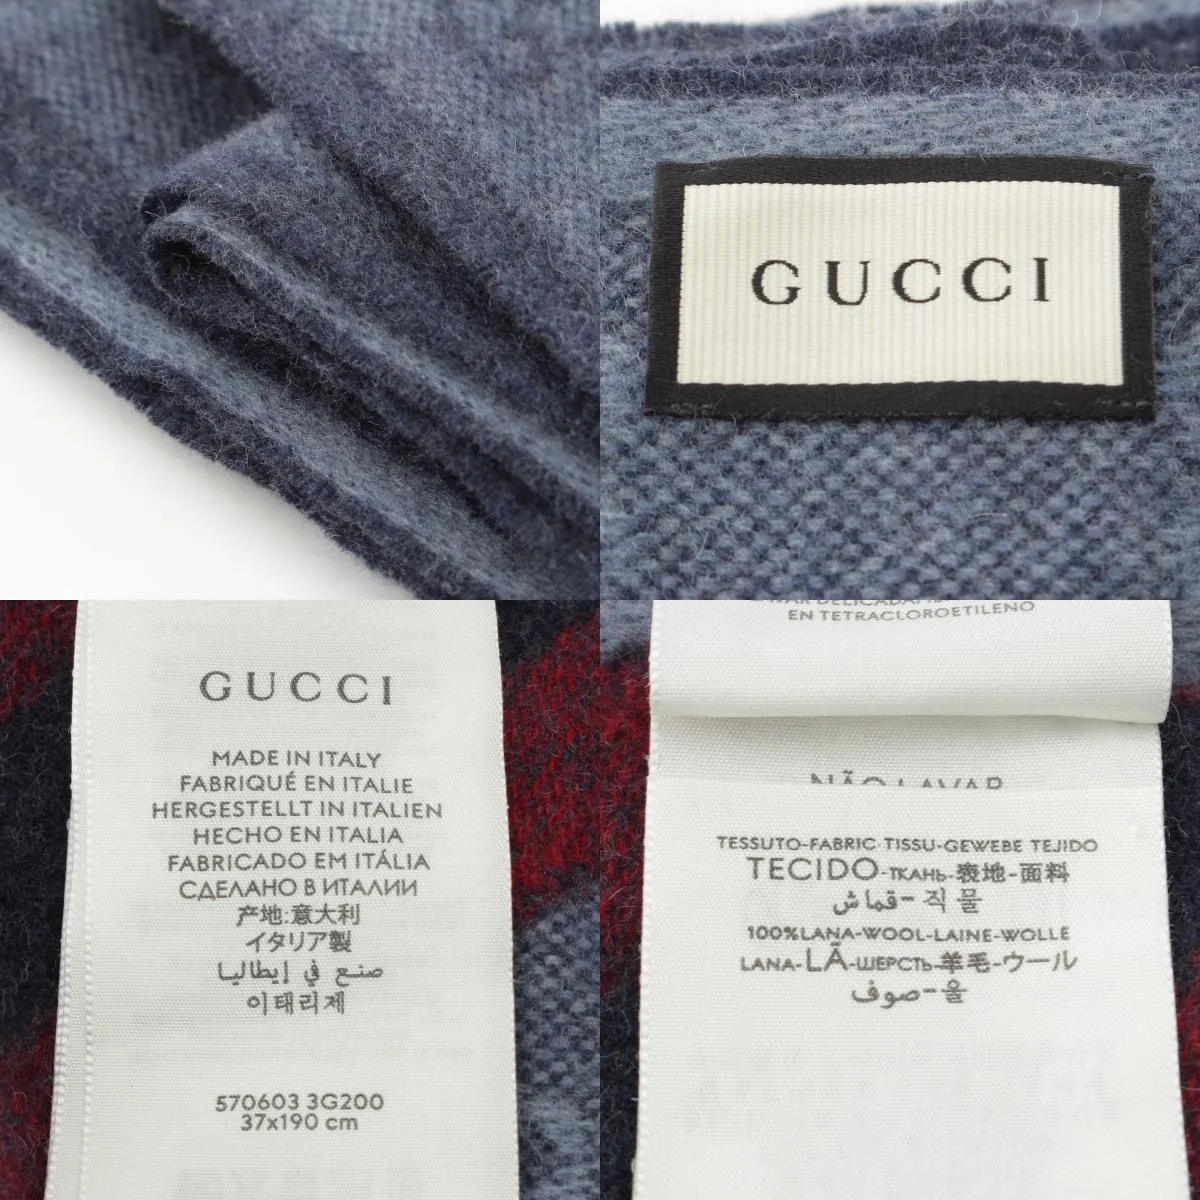 GUCCI
GUCCI
MADE IN ITALY
FABRIQUÉ EN ITALIE
HERGESTELLT IN ITALIEN
HECHO EN ITALIA
FABRICADO EM ITÁLIA
СДЕЛАНО В ИТАЛИИ
产地:意大利
イタリア製
صنع في إيطاليا
이태리제
570603 3G200
37x190 cm
EN TETRACLOROETILENO
NÃO LAVAR
TESSUTO-FABRIC-TISSU-GEWEBE TEJIDO
TECIDO-ТКАНЬ-表地-面料
قماش-직물
100%LANA-WOOL-LAINE-WOLLE
LANA-LÃ-ШЕРСТЬ-羊毛-ウール
صوف-울